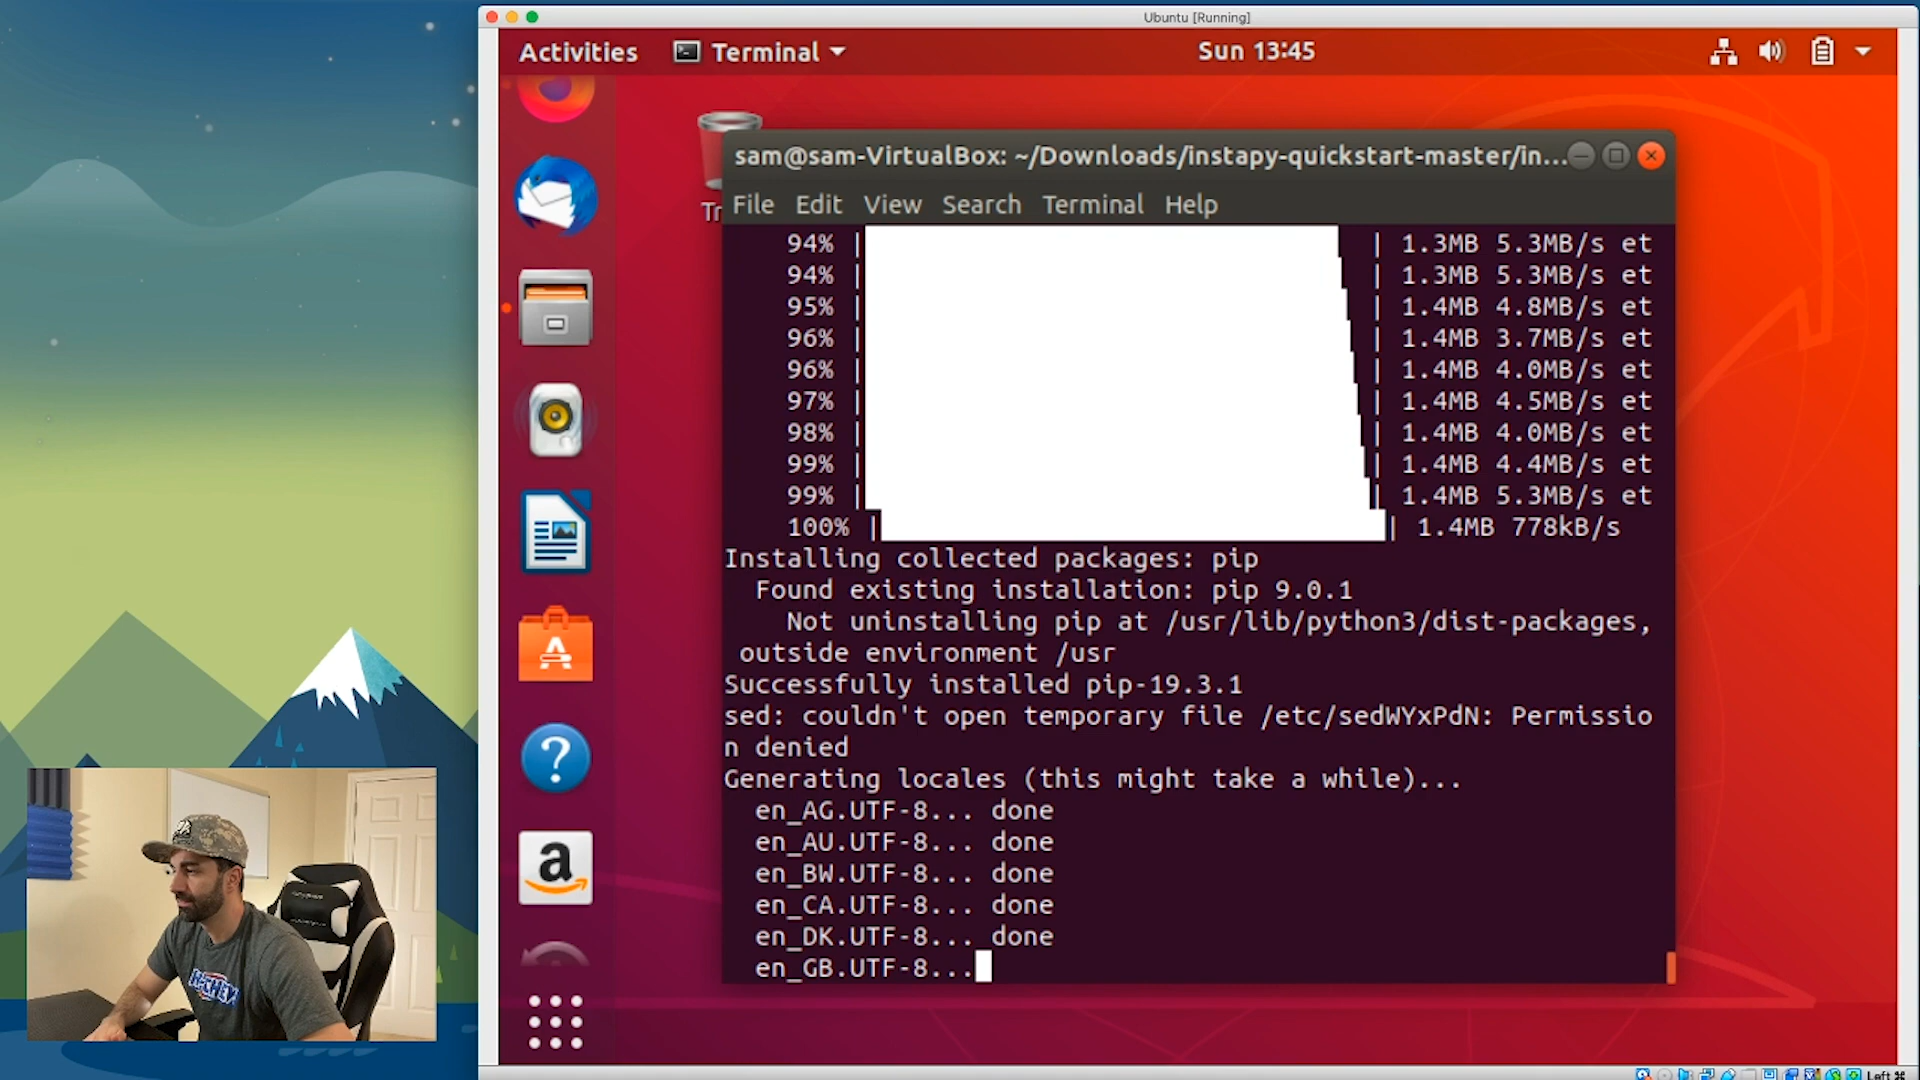 Ubuntu [Running]
Activities
Terminal
Sun 13:45
Tr
sam@sam-VirtualBox: ~/Downloads/instapy-quickstart-master/in...
File Edit View Search Terminal Help
94% | | 1.3MB 5.3MB/s et
94% | | 1.3MB 5.3MB/s et
95% | | 1.4MB 4.8MB/s et
96% | | 1.4MB 3.7MB/s et
96% | | 1.4MB 4.0MB/s et
97% | | 1.4MB 4.5MB/s et
98% | | 1.4MB 4.0MB/s et
99% | | 1.4MB 4.4MB/s et
99% | | 1.4MB 5.3MB/s et
100% | | 1.4MB 778kB/s
Installing collected packages: pip
Found existing installation: pip 9.0.1
Not uninstalling pip at /usr/lib/python3/dist-packages,
outside environment /usr
Successfully installed pip-19.3.1
sed: couldn't open temporary file /etc/sedWYxPdN: Permissio
n denied
Generating locales (this might take a while)...
en_AG.UTF-8... done
en_AU.UTF-8... done
en_BW.UTF-8... done
en_CA.UTF-8... done
en_DK.UTF-8... done
en_GB.UTF-8...
HI-CHEW
Left ⌘